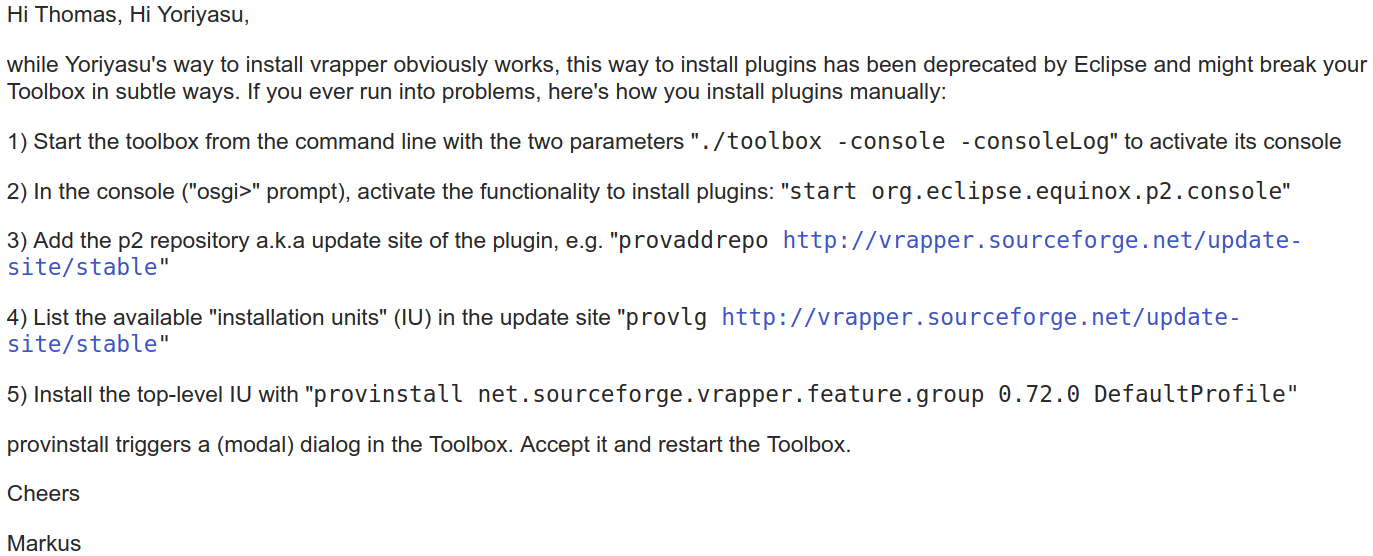 Hi Thomas, Hi Yoriyasu,
while Yoriyasu's way to install vrapper obviously works, this way to install plugins has been deprecated by Eclipse and might break your
Toolbox in subtle ways. If you ever run into problems, here's how you install plugins manually:
1) Start the toolbox from the command line with the two parameters "./toolbox -console -consoleLog" to activate its console
2) In the console ("osgi>" prompt), activate the functionality to install plugins: "start org.eclipse.equinox.p2.console"
3) Add the p2 repository a.k.a update site of the plugin, e.g. "provaddrepo http://vrapper.sourceforge.net/update-
site/stable"
4) List the available "installation units" (IU) in the update site "provlg http://vrapper.sourceforge.net/update-
site/stable"
5) Install the top-level IU with "provinstall net.sourceforge.vrapper.feature.group 0.72.0 DefaultProfile"
provinstall triggers a (modal) dialog in the Toolbox. Accept it and restart the Toolbox.
Cheers
Markus